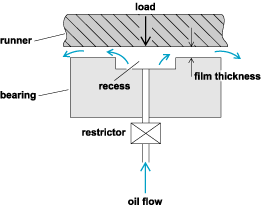 load
runner
recess
film thickness
bearing
restrictor
oil flow